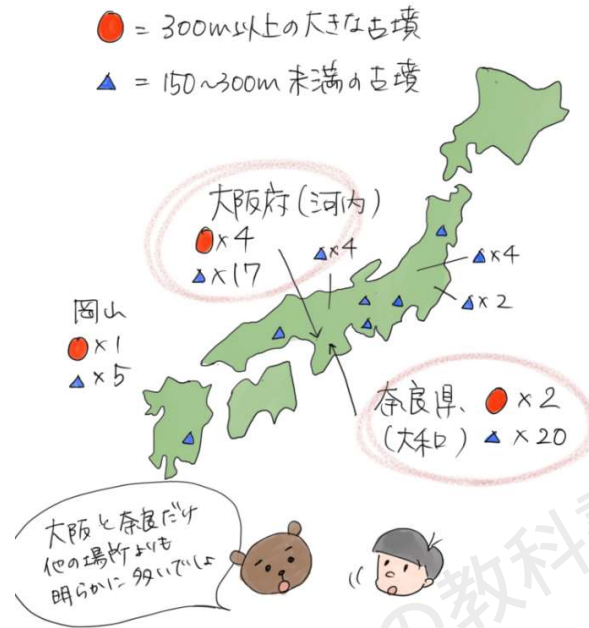 = 300m以上の大きな古墳
= 150~300m未満の古墳
大阪府(河内)
×4
×17
×4
×4
×2
岡山
×1
×5
奈良県、 ×2
(大和) ×20
大阪と奈良だけ
他の場所よりも
明らかに多いでしょ
の教科